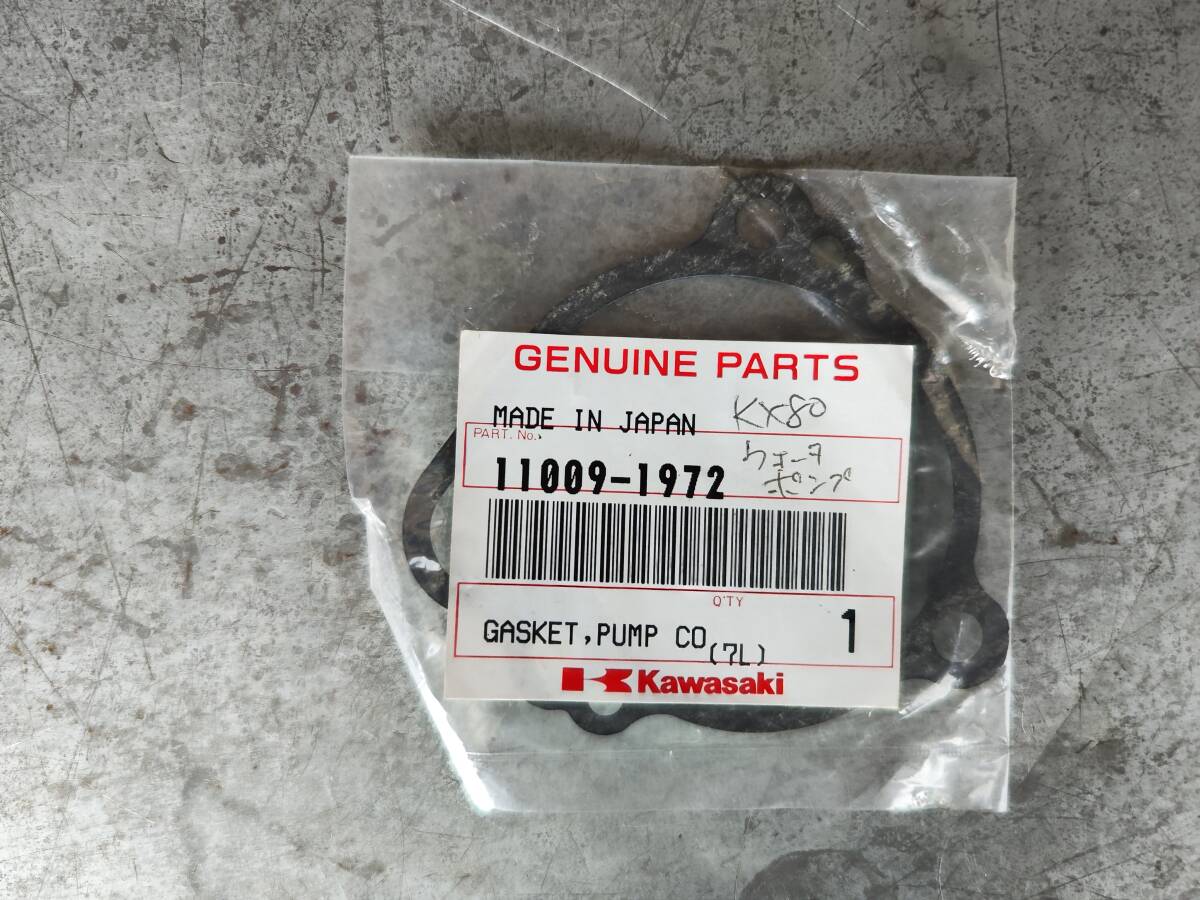 GENUINE PARTS
MADE IN JAPAN KX80
PART. No.
11009-1972
ウォータ
ポンプ
Q'TY
GASKET,PUMP CO(7L) 1
Kawasaki